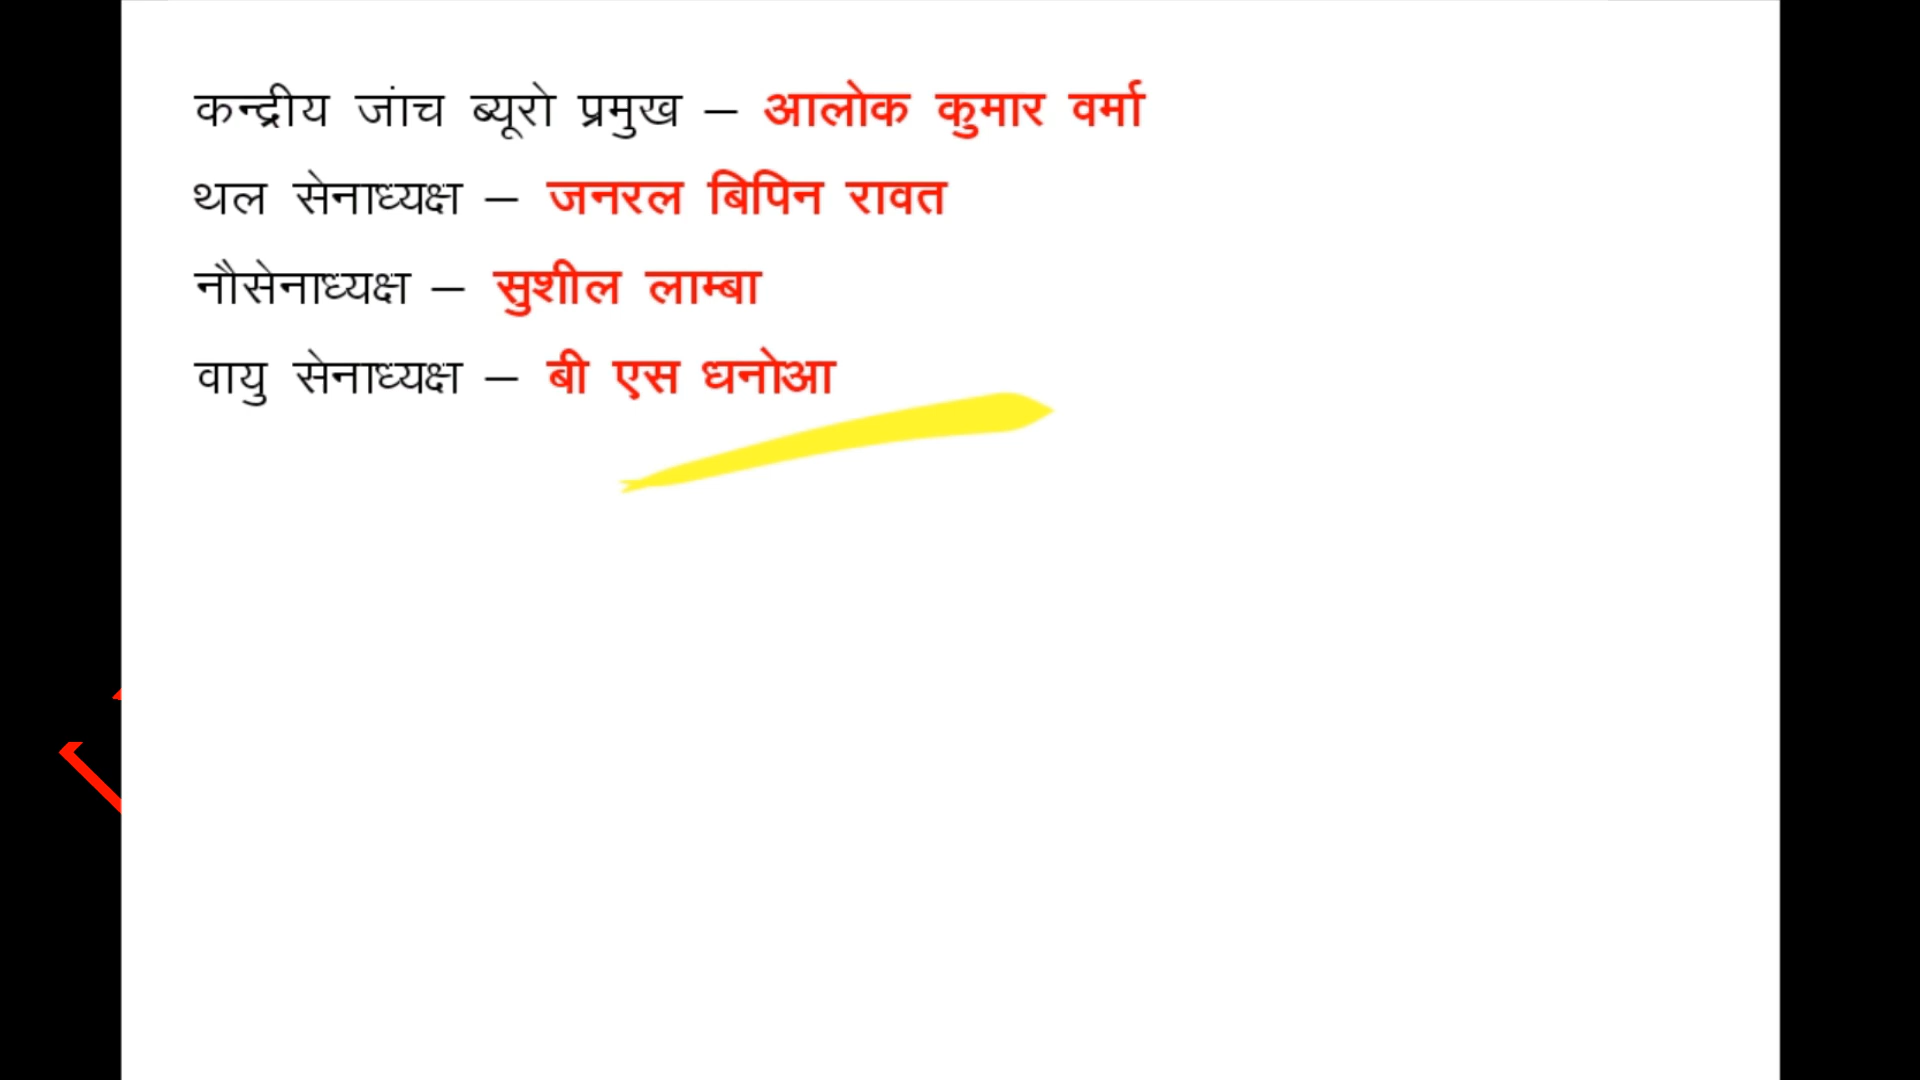 कन्द्रीय जांच ब्यूरो प्रमुख – आलोक कुमार वर्मा
थल सेनाध्यक्ष – जनरल बिपिन रावत
नौसेनाध्यक्ष – सुशील लाम्बा
वायु सेनाध्यक्ष – बी एस धनोआ